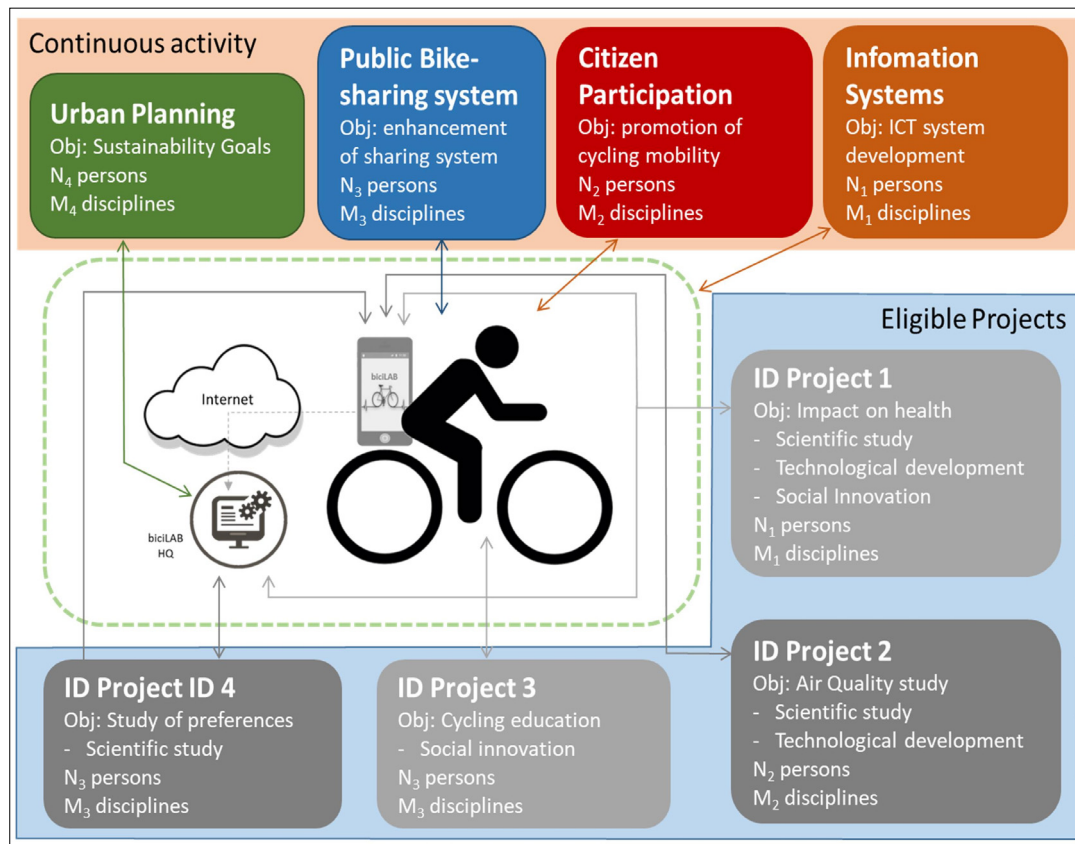 Continuous activity
Urban Planning
Obj: Sustainability Goals
N₄ persons
M₄ disciplines
Public Bike-
sharing system
Obj: enhancement
of sharing system
N₃ persons
M₃ disciplines
Citizen
Participation
Obj: promotion of
cycling mobility
N₂ persons
M₂ disciplines
Infomation
Systems
Obj: ICT system
development
N₁ persons
M₁ disciplines
Internet
biciLAB
biciLAB
HQ
Eligible Projects
ID Project 1
Obj: Impact on health
- Scientific study
- Technological development
- Social Innovation
N₁ persons
M₁ disciplines
ID Project 2
Obj: Air Quality study
- Scientific study
- Technological development
N₂ persons
M₂ disciplines
ID Project ID 4
Obj: Study of preferences
- Scientific study
N₃ persons
M₃ disciplines
ID Project 3
Obj: Cycling education
- Social innovation
N₃ persons
M₃ disciplines